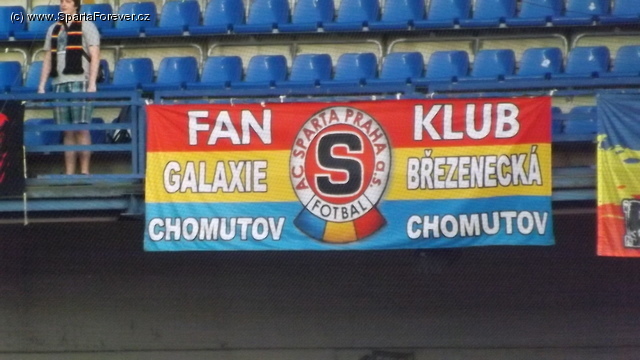 (c) www.SpartaForever.cz
FAN KLUB
GALAXIE BŘEZENECKÁ
CHOMUTOV CHOMUTOV
AC SPARTA PRAHA a.s.
S
FOTBAL